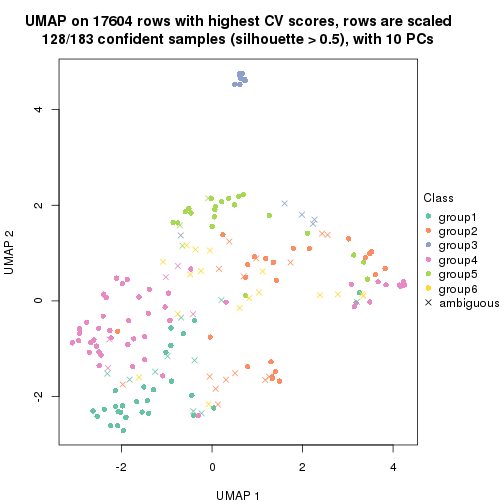 UMAP on 17604 rows with highest CV scores, rows are scaled
128/183 confident samples (silhouette > 0.5), with 10 PCs
4
2
0
-2
UMAP 2
-2
0
2
4
UMAP 1
Class
group1
group2
group3
group4
group5
group6
ambiguous